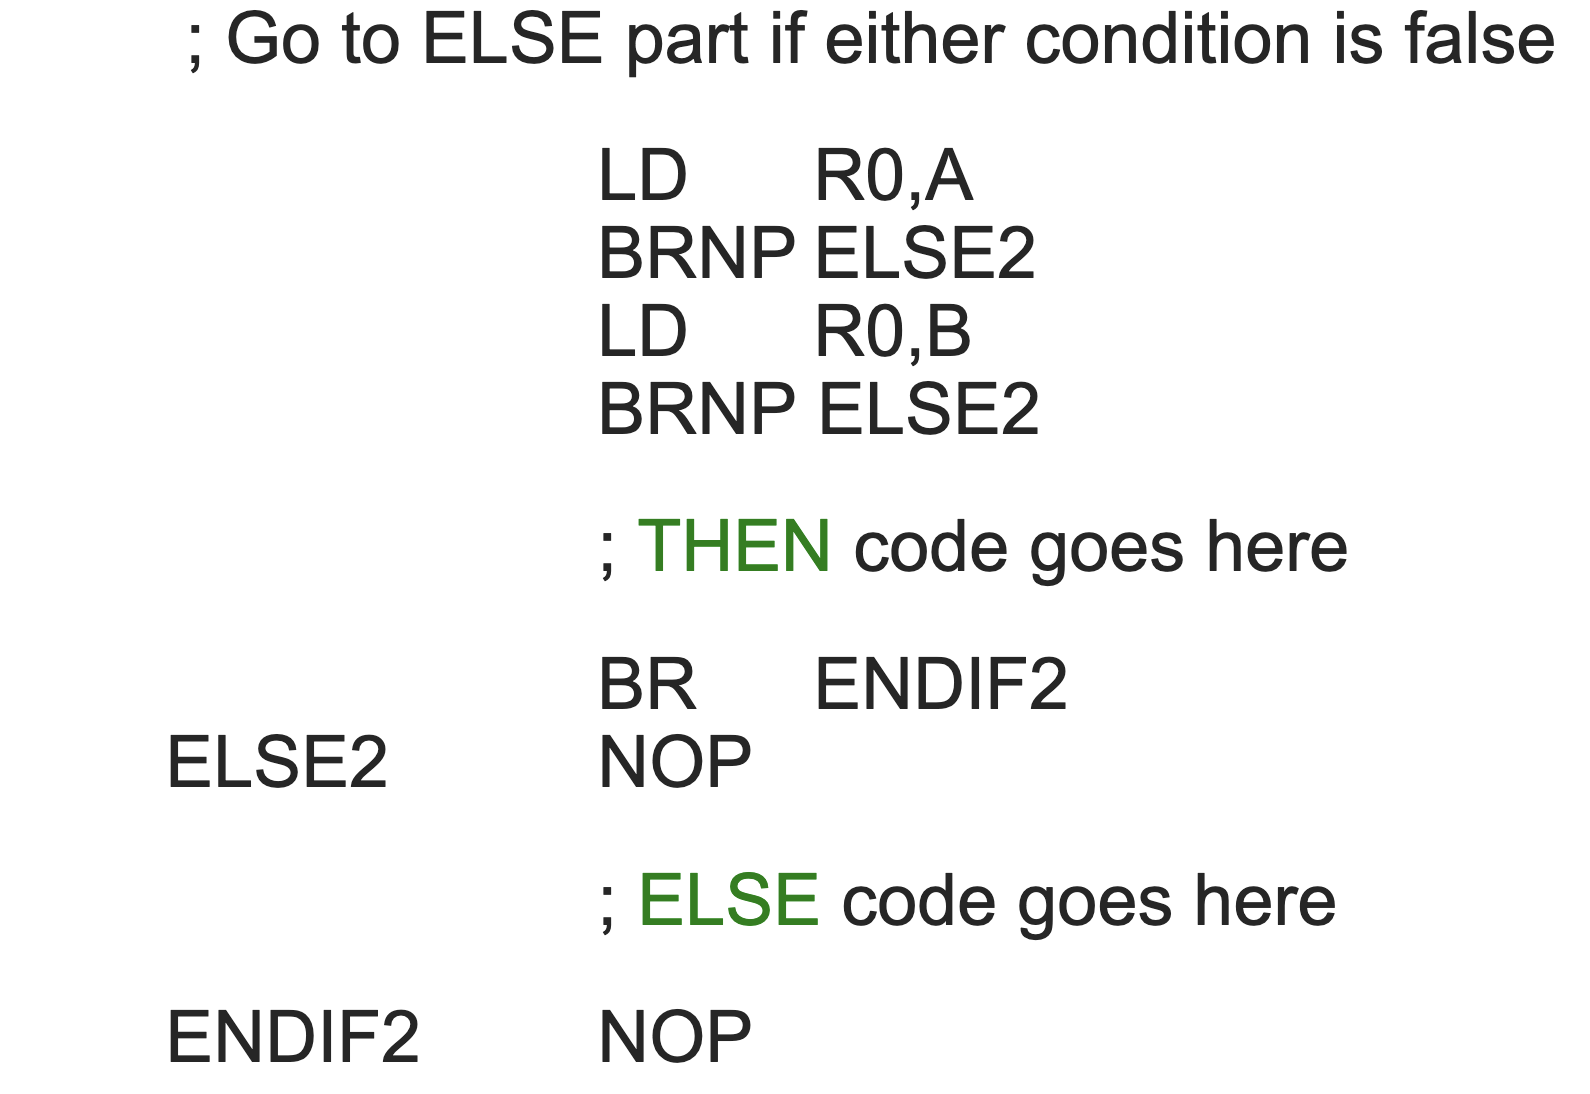 ; Go to ELSE part if either condition is false
LD R0,A
BRNP ELSE2
LD R0,B
BRNP ELSE2
; THEN code goes here
BR ENDIF2
ELSE2 NOP
; ELSE code goes here
ENDIF2 NOP